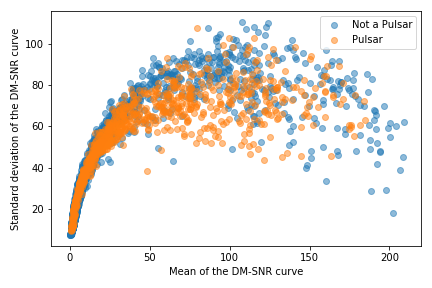 Standard deviation of the DM-SNR curve
100
80
60
40
20
Not a Pulsar
Pulsar
0
50
100
150
200
Mean of the DM-SNR curve